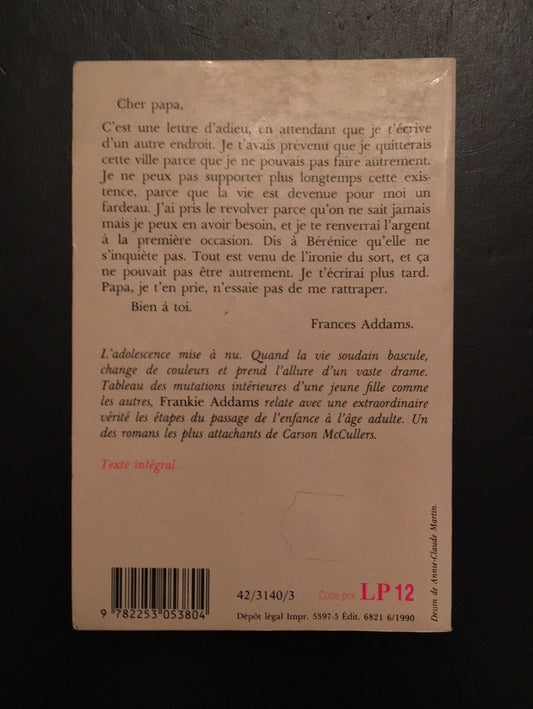 Cher papa,
C'est une lettre d'adieu, en attendant que je t'écrive
d'un autre endroit. Je t'avais prévenu que je quitterais
cette ville parce que je ne pouvais pas faire autrement.
Je ne peux pas supporter plus longtemps cette exis-
tence, parce que la vie est devenue pour moi un
fardeau. J'ai pris le revolver parce qu'on ne sait jamais
mais je peux en avoir besoin, et je te renverrai l'argent
à la première occasion. Dis à Bérénice qu'elle ne
s'inquiète pas. Tout est venu de l'ironie du sort, et ça
ne pouvait pas être autrement. Je t'écrirai plus tard.
Papa, je t'en prie, n'essaie pas de me rattraper.
Bien à toi.
Frances Addams.
L'adolescence mise à nu. Quand la vie soudain bascule,
change de couleurs et prend l'allure d'un vaste drame.
Tableau des mutations intérieures d'une jeune fille comme
les autres, Frankie Addams relate avec une extraordinaire
vérité les étapes du passage de l'enfance à l'âge adulte. Un
des romans les plus attachants de Carson McCullers.
Texte intégral
9 782253 053804
42/3140/3
Code prix LP 12
Dépôt légal Impr. 5397-5 Édit. 6821 6/1990
Dessin de Annie-Claude Martin.